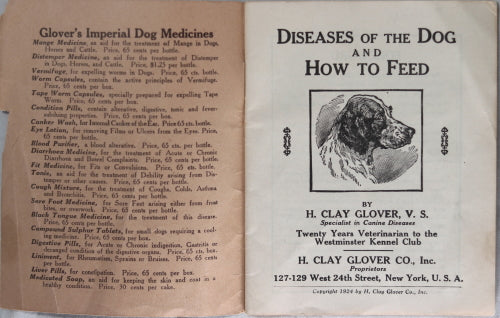 Glover's Imperial Dog Medicines
Mange Medicine, an aid for the treatment of Mange in Dogs,
Horses and Cattle. Price, 65 cents per bottle.
Distemper Medicine, an aid for the treatment of Distemper
in Dogs, Horses, and Cattle. Price, $1.25 per bottle.
Vermifuge, for expelling worms in Dogs. Price, 65 cts. bottle.
Worm Capsules, contain the active principles of Vermifuge.
Price, 65 cents per box.
Tape Worm Capsules, specially prepared for expelling Tape
Worm. Price, 65 cents per box.
Condition Pills, contain alterative, digestive, tonic and fever-
subduing properties. Price, 65 cents per box.
Canker Wash, for Internal Canker of the Ear. Price 65 cts. bottle.
Eye Lotion, for removing Films or Ulcers from the Eyes. Price,
65 cents per bottle.
Blood Purifier, a blood alterative. Price, 65 cts. per bottle.
Diarrhoea Medicine, for the treatment of Acute or Chronic
Diarrhoea and Bowel Complaints. Price, 65 cents per bottle.
Fit Medicine, for Fits or Convulsions. Price, 65 cents per bottle.
Tonic, an aid for the treatment of Debility arising from Dis-
temper or other causes. Price, 65 cents per bottle.
Cough Mixture, for the treatment of Coughs, Colds, Asthma
and Bronchitis. Price, 65 cents per bottle.
Sore Foot Medicine, for Sore Feet arising either from frost
bites, or overwork. Price, 65 cents per bottle.
Black Tongue Medicine, for the treatment of this disease.
Price, 65 cents per bottle.
Compound Sulphur Tablets, for small dogs requiring a cool-
ing medicine. Price, 65 cents per box.
Digestive Pills, for Acute or Chronic Indigestion, Gastritis or
deranged condition of the digestive organs. Price, 65 cts. box.
Liniment, for Rheumatism, Sprains or Bruises. Price, 65 cents
per bottle.
Liver Pills, for constipation. Price, 65 cents per box.
Medicated Soap, an aid for keeping the skin and coat in a
healthy condition. Price, 30 cents per cake.
DISEASES OF THE DOG
AND
HOW TO FEED
BY
H. CLAY GLOVER, V. S.
Specialist in Canine Diseases
Twenty Years Veterinarian to the
Westminster Kennel Club
H. CLAY GLOVER CO., Inc.
Proprietors
127-129 West 24th Street, New York, U. S. A.
Copyright 1924 by H. Clay Glover Co., Inc.